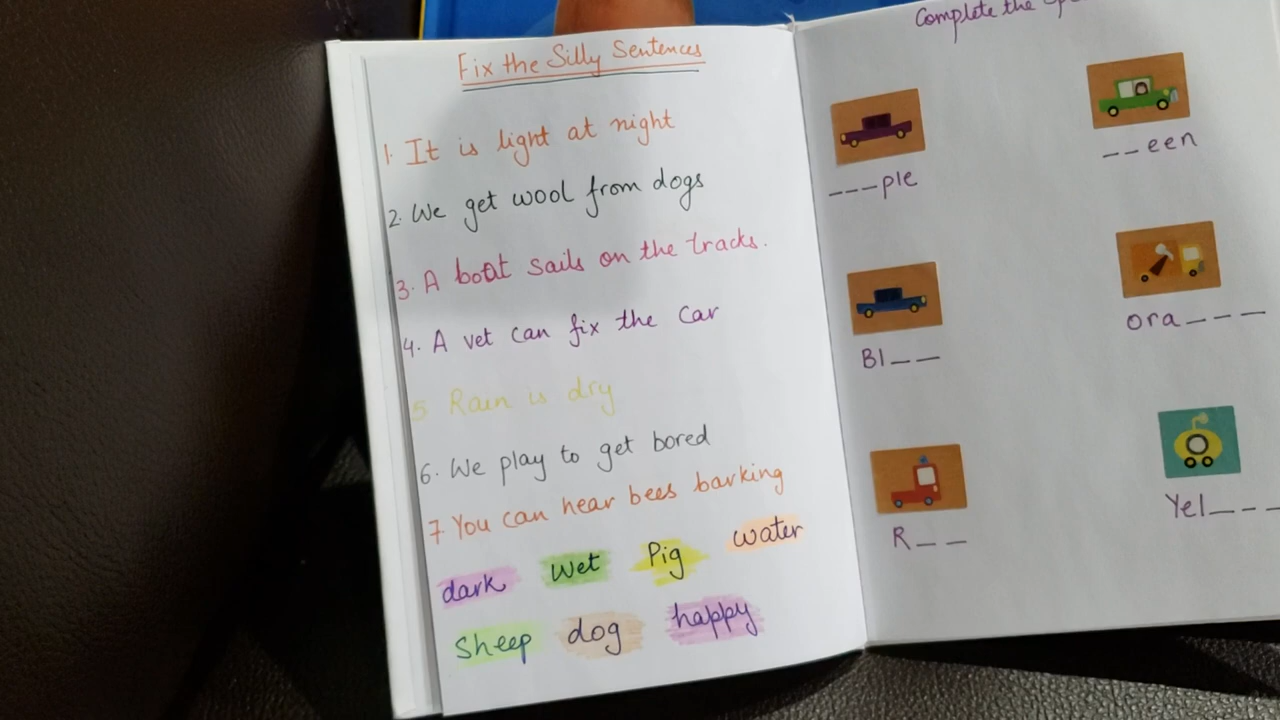 Fix the Silly Sentences
1. It is light at night
2. We get wool from dogs
3. A boat sails on the tracks.
4. A vet can fix the car
5 Rain is dry
6. We play to get bored
7. You can hear bees barking
dark wet Pig water
Sheep dog happy
Complete the
---ple
--een
Bl--
ora---
R--
Yel---